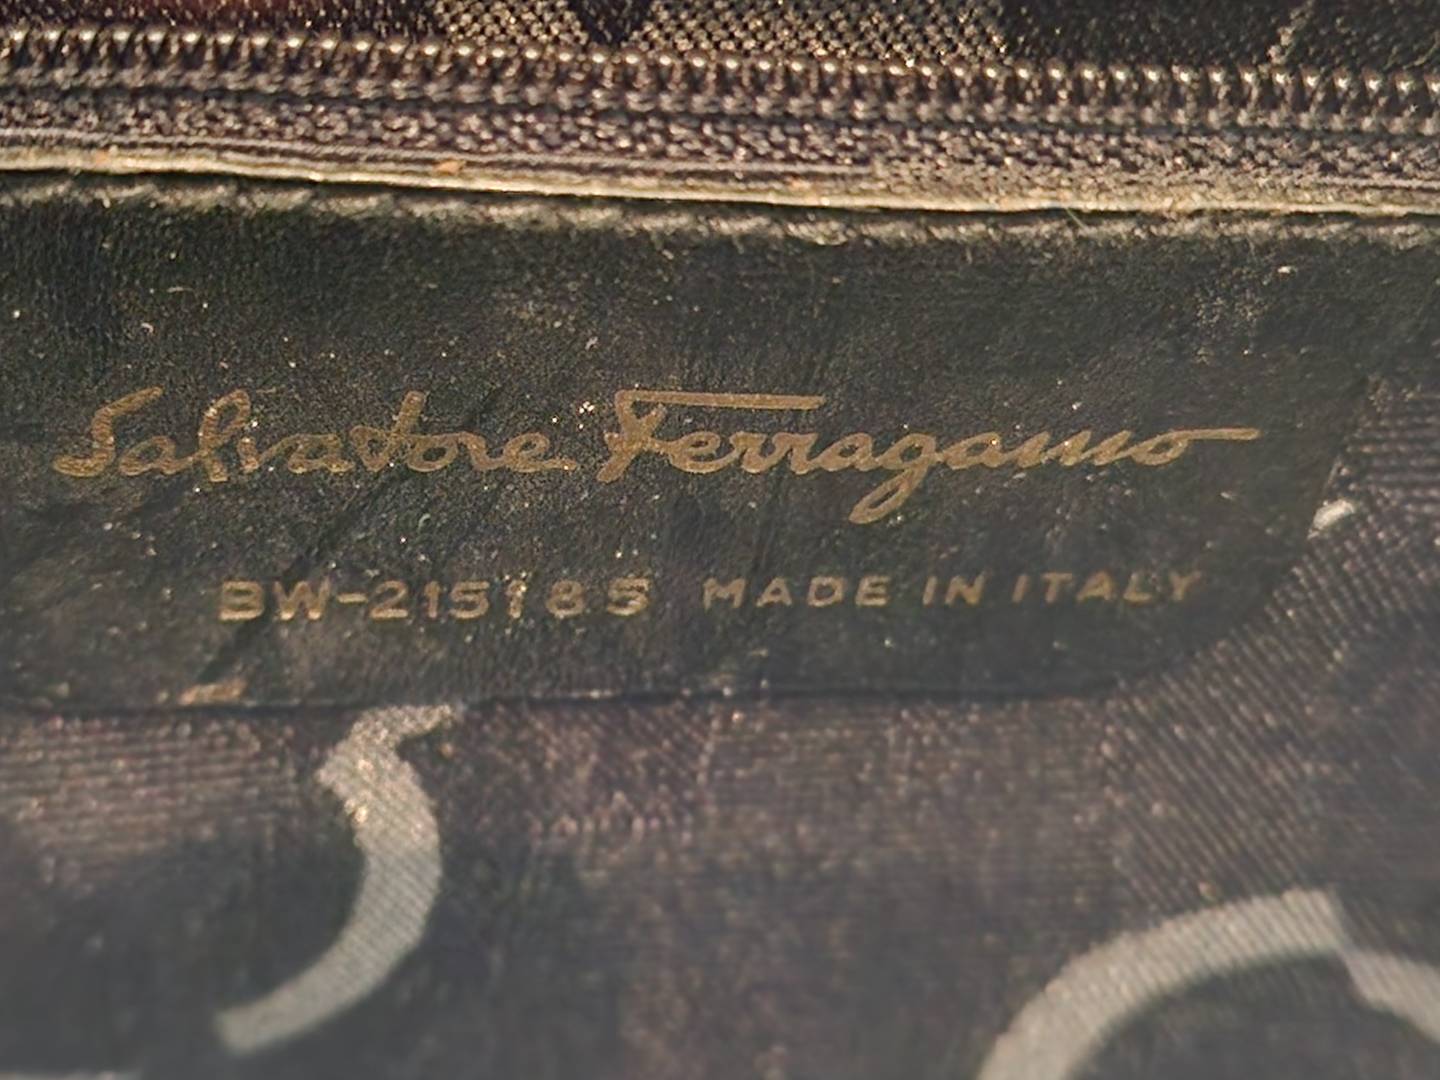 Salvatore Ferragamo
BW-215185 MADE IN ITALY